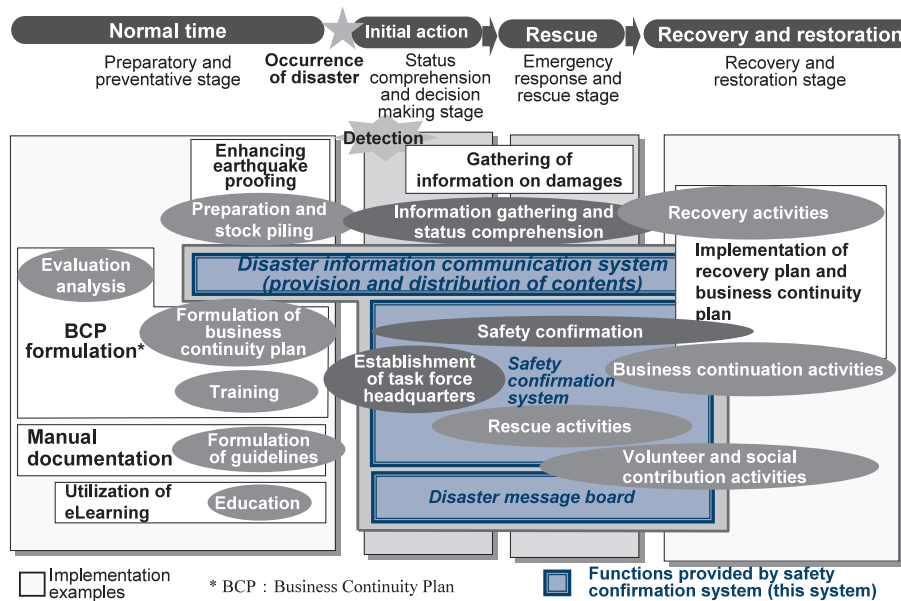 Normal time
Initial action
Rescue
Recovery and restoration
Preparatory and
preventative stage
Occurrence
of disaster
Status
comprehension
and decision
making stage
Emergency
response and
rescue stage
Recovery and
restoration stage
Detection
Enhancing
earthquake
proofing
Gathering of
information on damages
Preparation and
stock piling
Information gathering and
status comprehension
Recovery activities
Implementation of
recovery plan and
business continuity
plan
Evaluation
analysis
Disaster information communication system
(provision and distribution of contents)
BCP
formulation*
Formulation of
business
continuity plan
Safety confirmation
Establishment
of task force
headquarters
Safety
confirmation
system
Business continuation activities
Training
Rescue activities
Manual
documentation
Formulation
of guidelines
Volunteer and social
contribution activities
Utilization of
eLearning
Education
Disaster message board
Implementation
examples
* BCP : Business Continuity Plan
Functions provided by safety
confirmation system (this system)